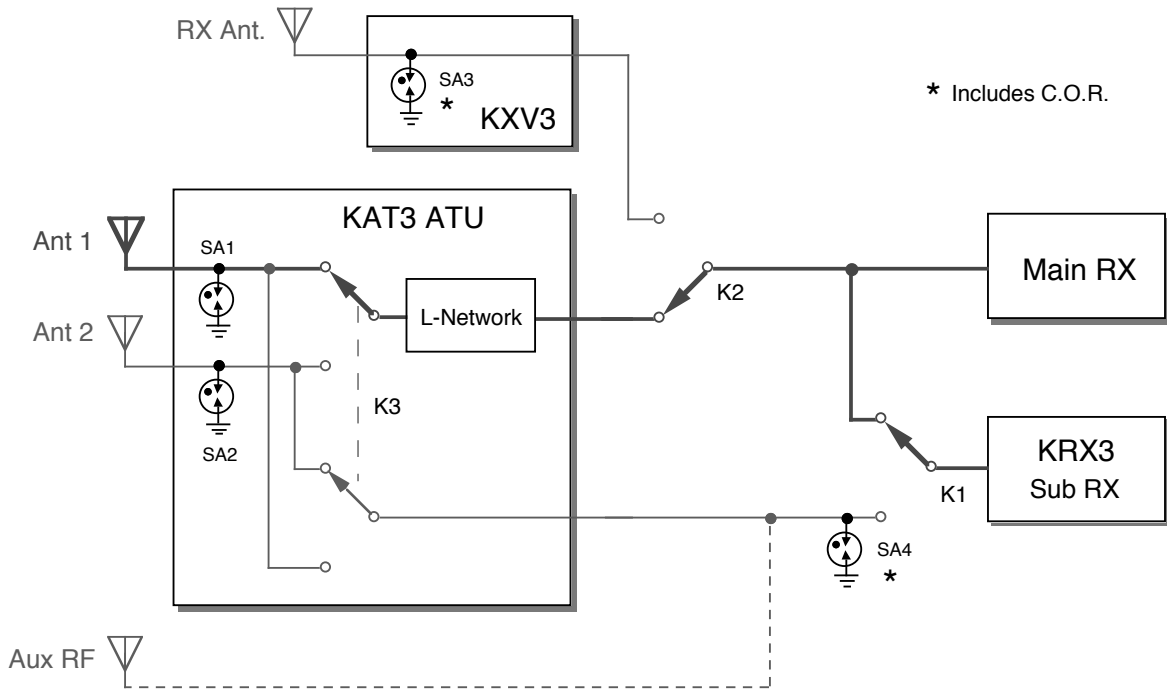 RX Ant.
SA3
*
KXV3
* Includes C.O.R.
KAT3 ATU
Ant 1
SA1
L-Network
K2
Main RX
Ant 2
SA2
K3
KRX3
Sub RX
K1
SA4
*
Aux RF